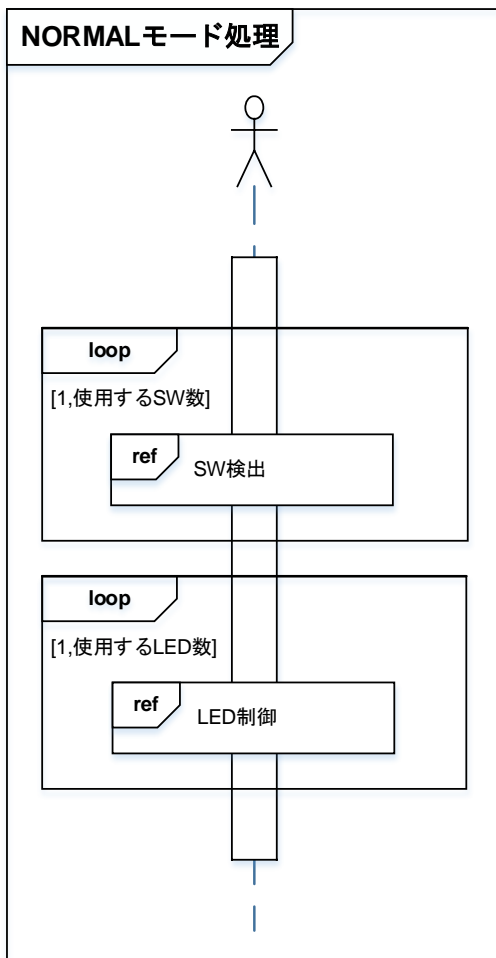 NORMALモード処理
loop
[1,使用するSW数]
ref
SW検出
loop
[1,使用するLED数]
ref
LED制御